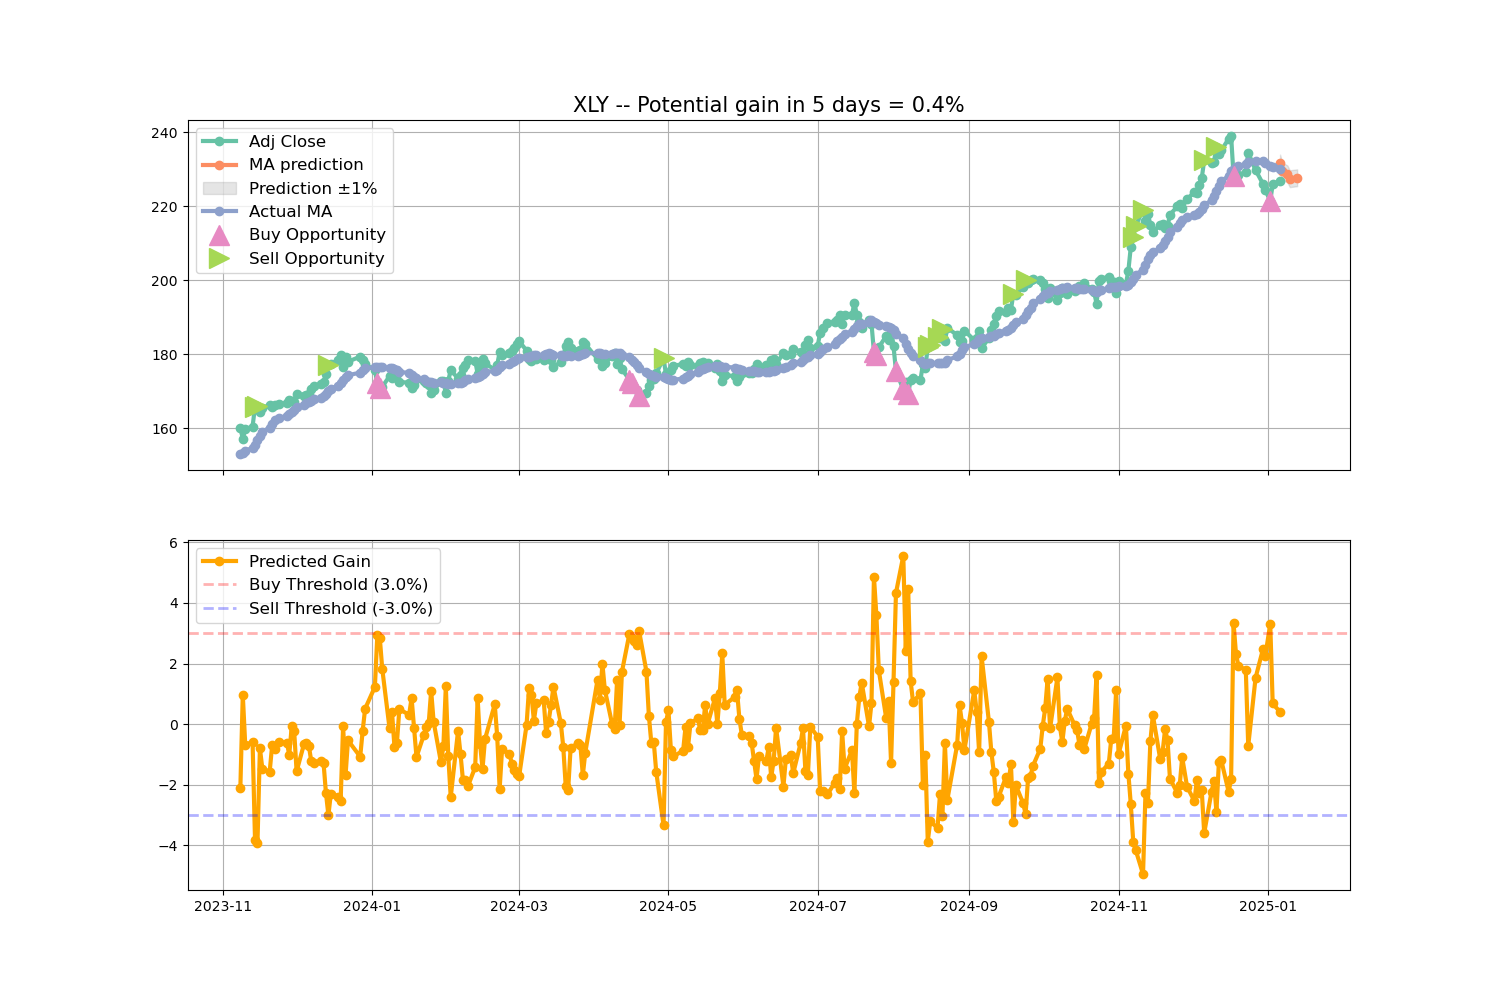 XLY -- Potential gain in 5 days = 0.4%
240
220
200
180
160
Adj Close
MA prediction
Prediction ±1%
Actual MA
Buy Opportunity
Sell Opportunity
6
4
2
0
−2
−4
Predicted Gain
Buy Threshold (3.0%)
Sell Threshold (-3.0%)
2023-11
2024-01
2024-03
2024-05
2024-07
2024-09
2024-11
2025-01